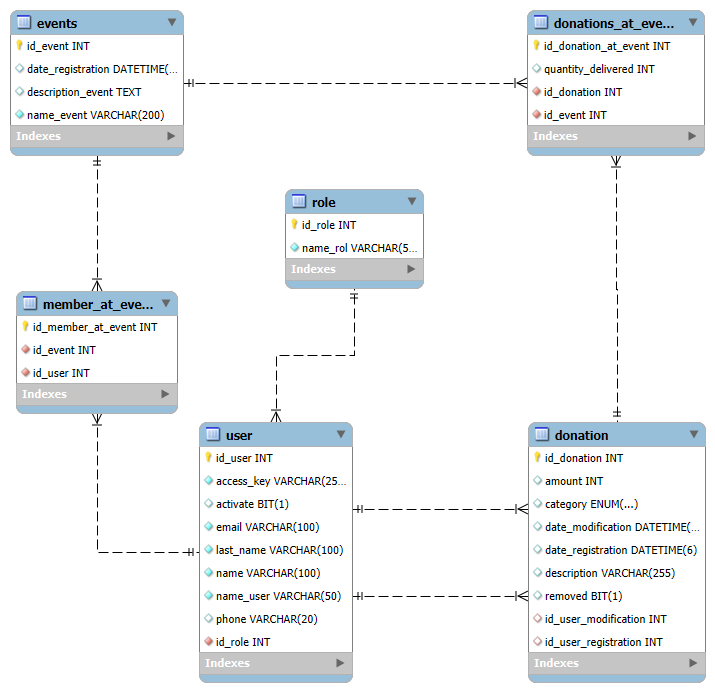 events
id_event INT
date_registration DATETIME(...
description_event TEXT
name_event VARCHAR(200)
Indexes
donations_at_eve...
id_donation_at_event INT
quantity_delivered INT
id_donation INT
id_event INT
Indexes
role
id_role INT
name_rol VARCHAR(5...
Indexes
member_at_eve...
id_member_at_event INT
id_event INT
id_user INT
Indexes
user
id_user INT
access_key VARCHAR(25...
activate BIT(1)
email VARCHAR(100)
last_name VARCHAR(100)
name VARCHAR(100)
name_user VARCHAR(50)
phone VARCHAR(20)
id_role INT
Indexes
donation
id_donation INT
amount INT
category ENUM(...)
date_modification DATETIME(...
date_registration DATETIME(6)
description VARCHAR(255)
removed BIT(1)
id_user_modification INT
id_user_registration INT
Indexes